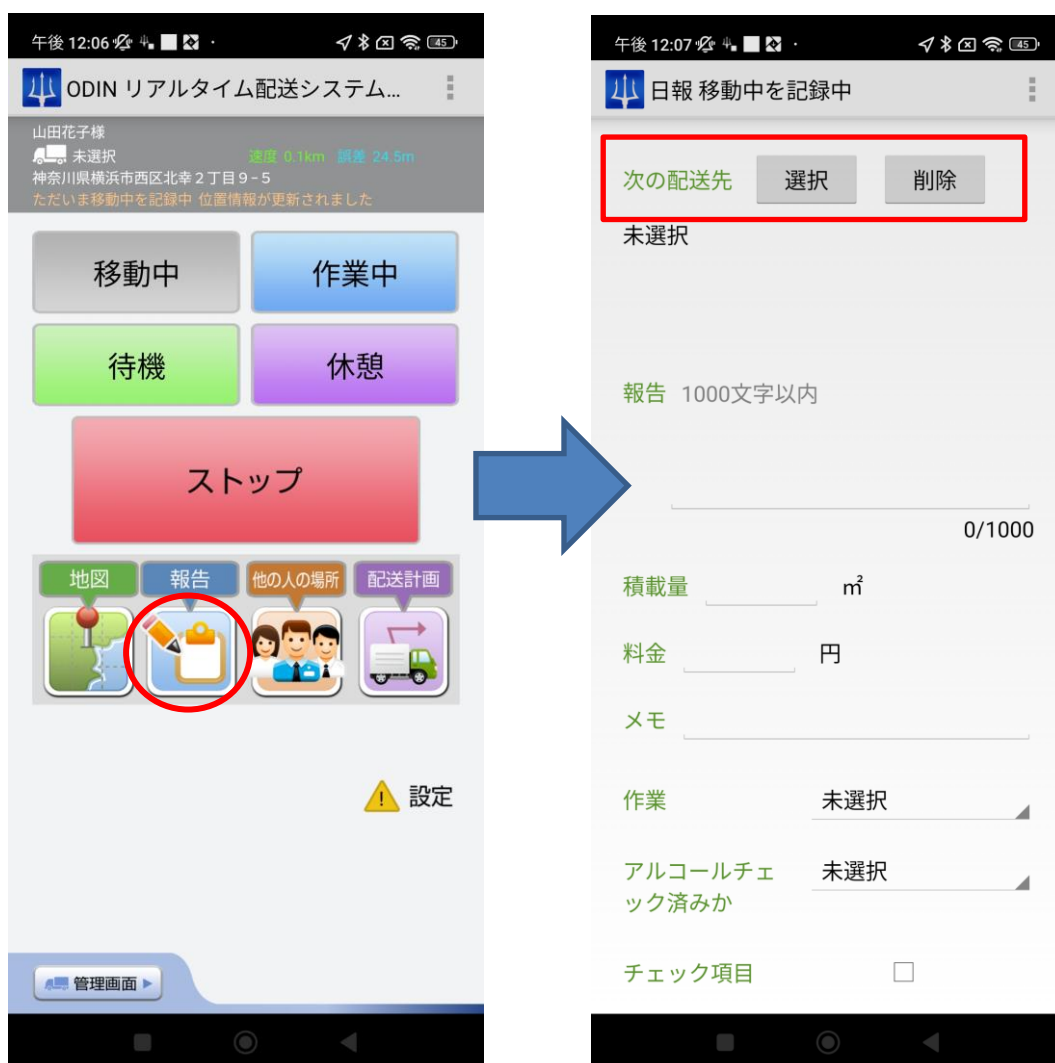 午後 12:06
45
ODIN リアルタイム配送システム...
山田花子様
未選択 速度 0.1km 誤差 24.5m
神奈川県横浜市西区北幸２丁目９−５
ただいま移動中を記録中 位置情報が更新されました
移動中 作業中
待機 休憩
ストップ
地図 報告 他の人の場所 配送計画
設定
管理画面
午後 12:07
45
日報 移動中を記録中
次の配送先 選択 削除
未選択
報告 1000文字以内
0/1000
積載量 ㎡
料金 円
メモ
作業 未選択
アルコールチェ 未選択
ック済みか
チェック項目